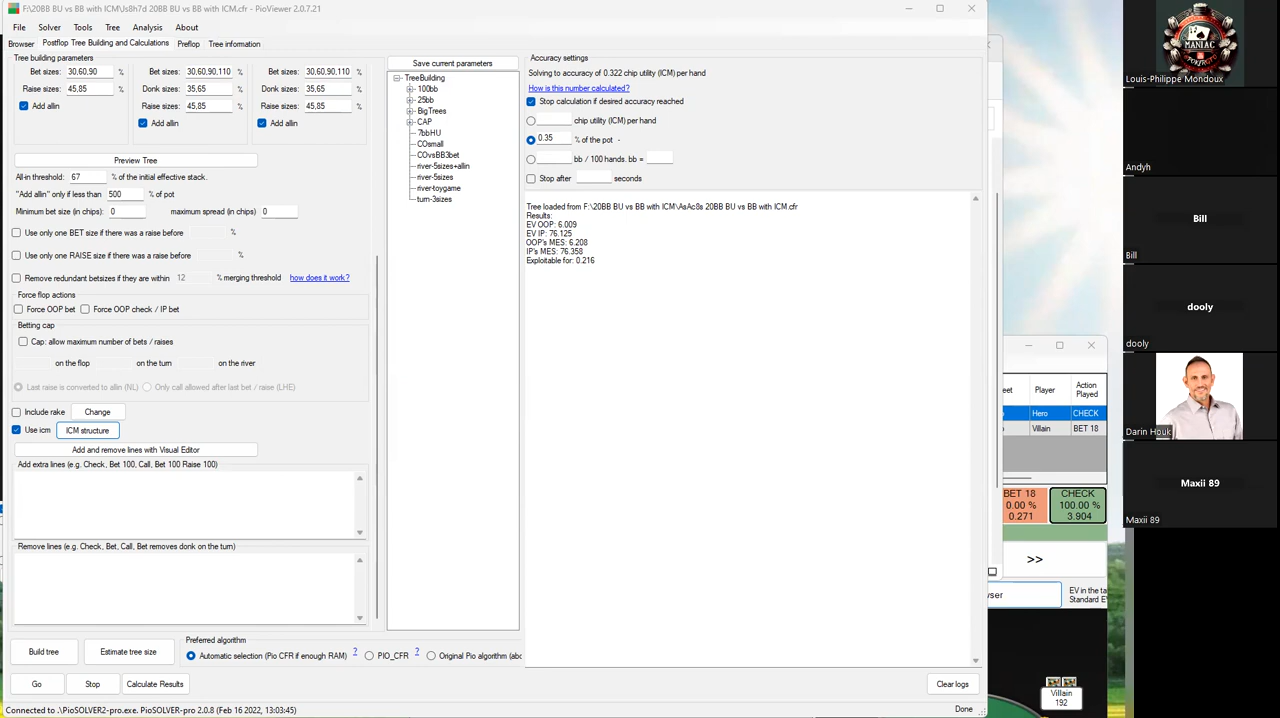 F:\20BB BU vs BB with ICM\Us8h7d 20BB BU vs BB with ICM.cfr - PioViewer 2.0.7.21
File Solver Tools Tree Analysis About
Browser Postflop Tree Building and Calculations Preflop Tree information
Tree building parameters
Bet sizes: 30,60,90 % Bet sizes: 30,60,90,110 % Bet sizes: 30,60,90,110 %
Raise sizes: 45,85 % Donk sizes: 35,65 % Donk sizes: 35,65 %
Add allin Raise sizes: 45,85 % Raise sizes: 45,85 %
Add allin Add allin
Preview Tree
All-in threshold: 67 % of the initial effective stack.
"Add allin" only if less than 500 % of pot
Minimum bet size (in chips) 0 maximum spread (in chips) 0
Use only one BET size if there was a raise before %
Use only one RAISE size if there was a raise before %
Remove redundant betsizes if they are within 12 % merging threshold how does it work?
Force flop actions
Force OOP bet Force OOP check / IP bet
Betting cap
Cap: allow maximum number of bets / raises
on the flop on the turn on the river
Last raise is converted to allin (NL) Only call allowed after last bet / raise (LHE)
Include rake Change
Use icm ICM structure
Add and remove lines with Visual Editor
Add extra lines (e.g. Check, Bet 100, Call, Bet 100 Raise 100)
Remove lines (e.g. Check, Bet, Call, Bet removes donk on the turn)
Build tree Estimate tree size
Preferred algorithm
Automatic selection (Pio CFR if enough RAM) ? PIO_CFR ? Original Pio algorithm (abc
Go Stop Calculate Results
Connected to .\PioSOLVER2-pro.exe. PioSOLVER-pro 2.0.8 (Feb 16 2022, 13:03:45)
Save current parameters
TreeBuilding
100bb
25bb
BigTrees
CAP
7bbHU
COsmall
COvsBB3bet
river-5sizes+allin
river-5sizes
river-toygame
turn-3sizes
Accuracy settings
Solving to accuracy of 0.322 chip utility (ICM) per hand
How is this number calculated?
Stop calculation if desired accuracy reached
chip utility (ICM) per hand
0.35 % of the pot -
bb / 100 hands. bb =
Stop after seconds
Tree loaded from F:\20BB BU vs BB with ICM\AsAc8s 20BB BU vs BB with ICM.cfr
Results:
EV OOP: 6.009
EV IP: 76.125
OOP's MES: 6.208
IP's MES: 76.358
Exploitable for: 0.216
Clear logs
Done
eet Player Action Played
Hero CHECK
Villain BET 18
BET 18 CHECK
0.00 % 100.00 %
0.271 3.904
>>
wser
EV in the ta
Standard E
Villain
192
MANIAC
Louis-Philippe Mondoux
Andyh
Bill
Bill
dooly
dooly
Darin Houk
Maxii 89
Maxii 89